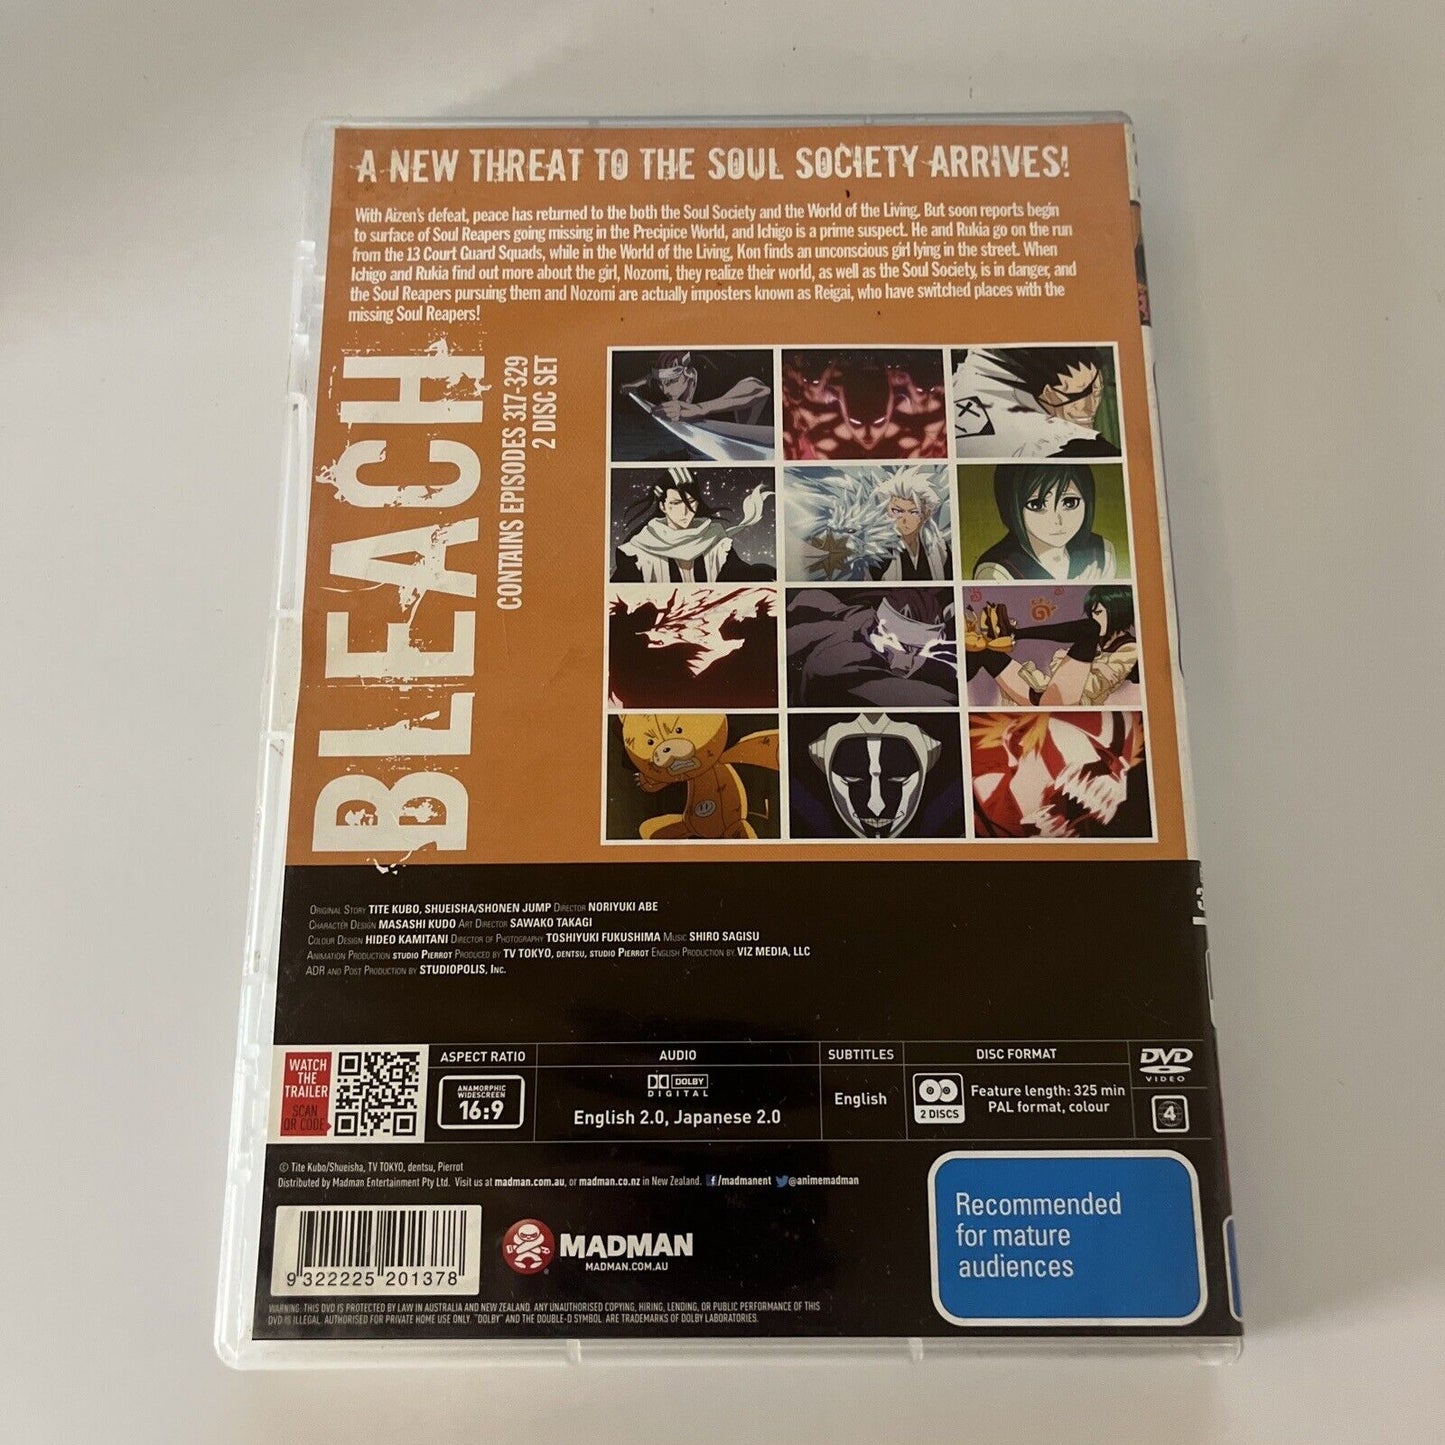 A NEW THREAT TO THE SOUL SOCIETY ARRIVES!
With Aizen's defeat, peace has returned to the both the Soul Society and the World of the Living. But soon reports begin
to surface of Soul Reapers going missing in the Precipice World, and Ichigo is a prime suspect. He and Rukia go on the run
from the 13 Court Guard Squads, while in the World of the Living, Kon finds an unconscious girl lying in the street. When
Ichigo and Rukia find out more about the girl, Nozomi, they realize their world, as well as the Soul Society, is in danger, and
the Soul Reapers pursuing them and Nozomi are actually imposters known as Reigai, who have switched places with the
missing Soul Reapers!
BLEACH
CONTAINS EPISODES 317-329
2 DISC SET
ORIGINAL STORY TITE KUBO, SHUEISHA/SHONEN JUMP DIRECTOR NORIYUKI ABE
CHARACTER DESIGN MASASHI KUDO ART DIRECTOR SAWAKO TAKAGI
COLOUR DESIGN HIDEO KAMITANI DIRECTOR OF PHOTOGRAPHY TOSHIYUKI FUKUSHIMA MUSIC SHIRO SAGISU
ANIMATION PRODUCTION STUDIO PIERROT PRODUCED BY TV TOKYO, DENTSU, STUDIO PIERROT ENGLISH PRODUCTION BY VIZ MEDIA, LLC
ADR AND POST PRODUCTION BY STUDIOPOLIS, INC.
WATCH
THE
TRAILER
SCAN
QR CODE
ASPECT RATIO
ANAMORPHIC
WIDESCREEN
16:9
AUDIO
DOLBY
DIGITAL
English 2.0, Japanese 2.0
SUBTITLES
English
DISC FORMAT
2 DISCS
Feature length: 325 min
PAL format, colour
DVD
VIDEO
4
© Tite Kubo/Shueisha, TV TOKYO, dentsu, Pierrot
Distributed by Madman Entertainment Pty Ltd. Visit us at madman.com.au, or madman.co.nz in New Zealand. f/madmanent @animemadman
9 322225 201378
MADMAN
MADMAN.COM.AU
Recommended
for mature
audiences
WARNING: THIS DVD IS PROTECTED BY LAW IN AUSTRALIA AND NEW ZEALAND. ANY UNAUTHORISED COPYING, HIRING, LENDING, OR PUBLIC PERFORMANCE OF THIS
DVD IS ILLEGAL. AUTHORISED FOR PRIVATE HOME USE ONLY. "DOLBY" AND THE DOUBLE-D SYMBOL ARE TRADEMARKS OF DOLBY LABORATORIES.